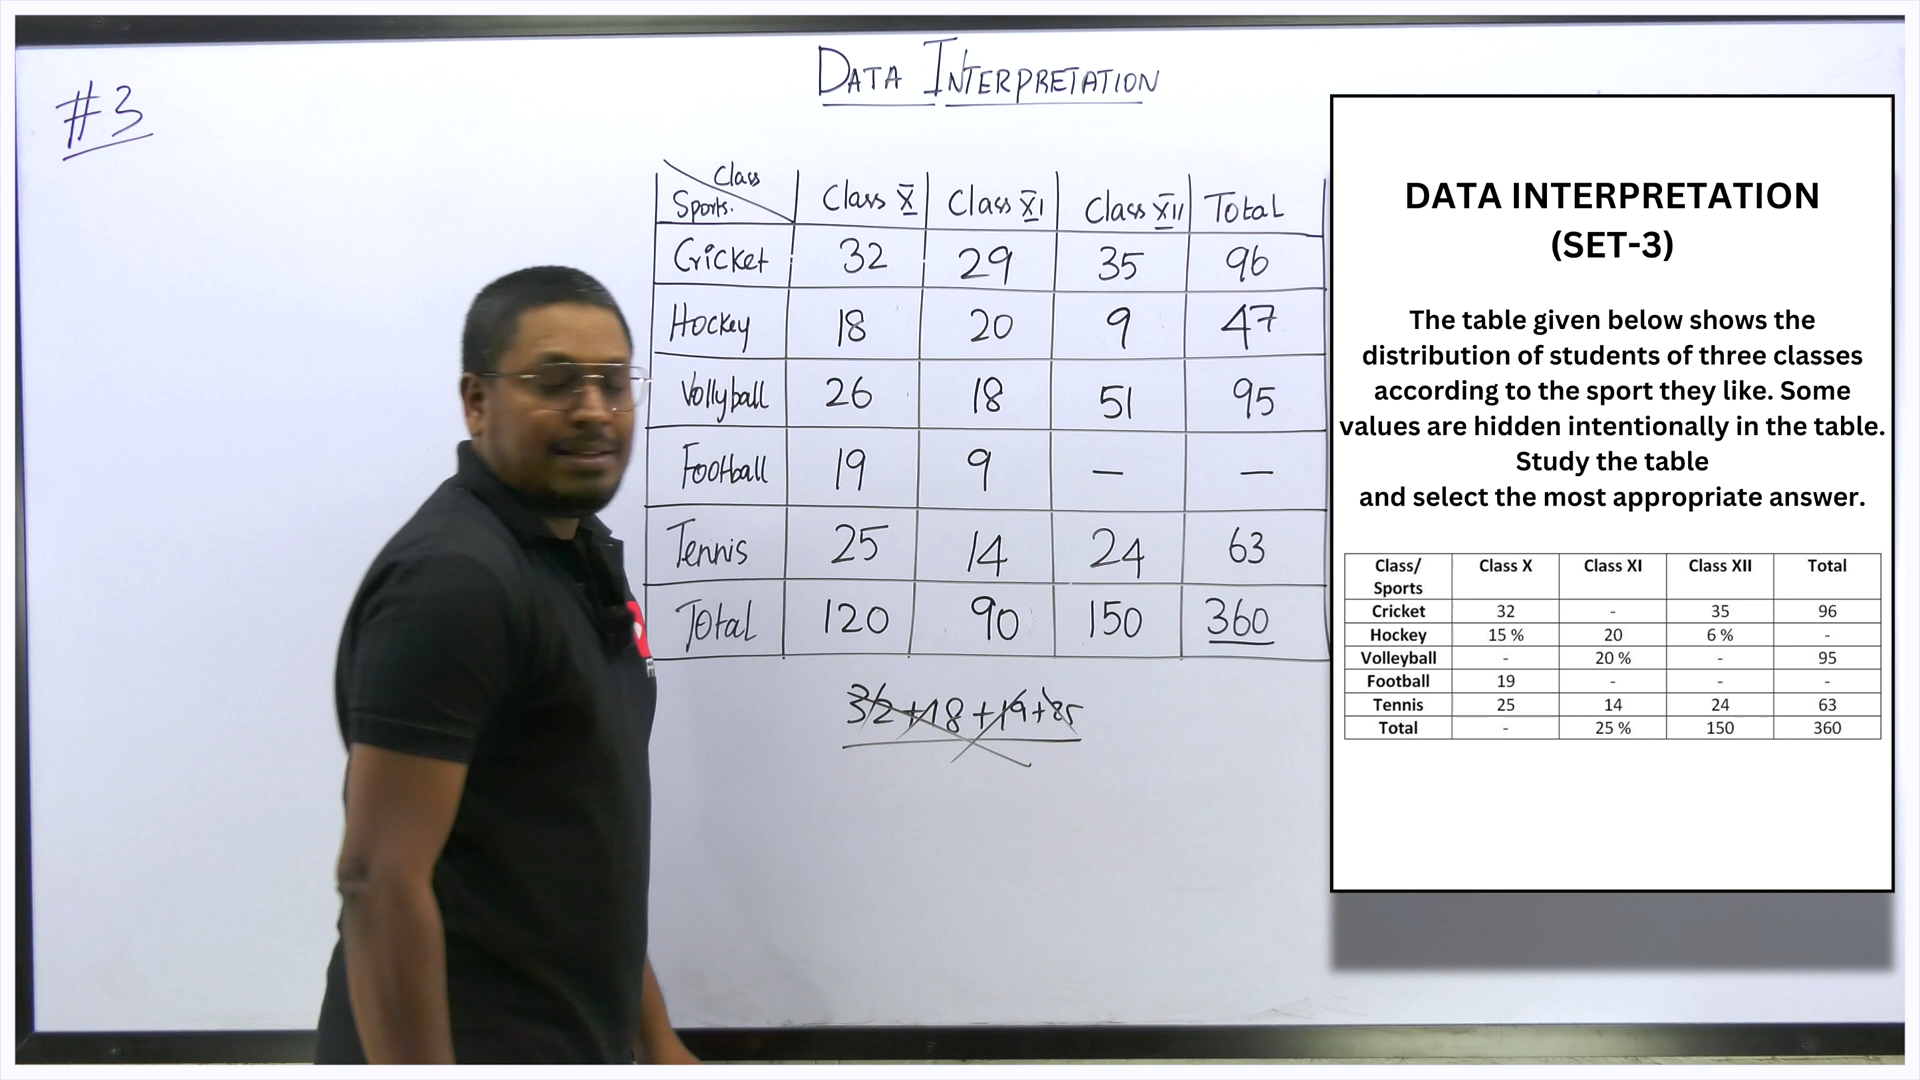 DATA INTERPRETATION
#3
Class
Sports.
Class X Class XI Class XII Total
Cricket 32 29 35 96
Hockey 18 20 9 47
Vollyball 26 18 51 95
Football 19 9 — —
Tennis 25 14 24 63
Total 120 90 150 360
32+18+19+25
DATA INTERPRETATION
(SET-3)
The table given below shows the
distribution of students of three classes
according to the sport they like. Some
values are hidden intentionally in the table.
Study the table
and select the most appropriate answer.
Class/
Sports
Class X Class XI Class XII Total
Cricket 32 - 35 96
Hockey 15 % 20 6 % -
Volleyball - 20 % - 95
Football 19 - - -
Tennis 25 14 24 63
Total - 25 % 150 360